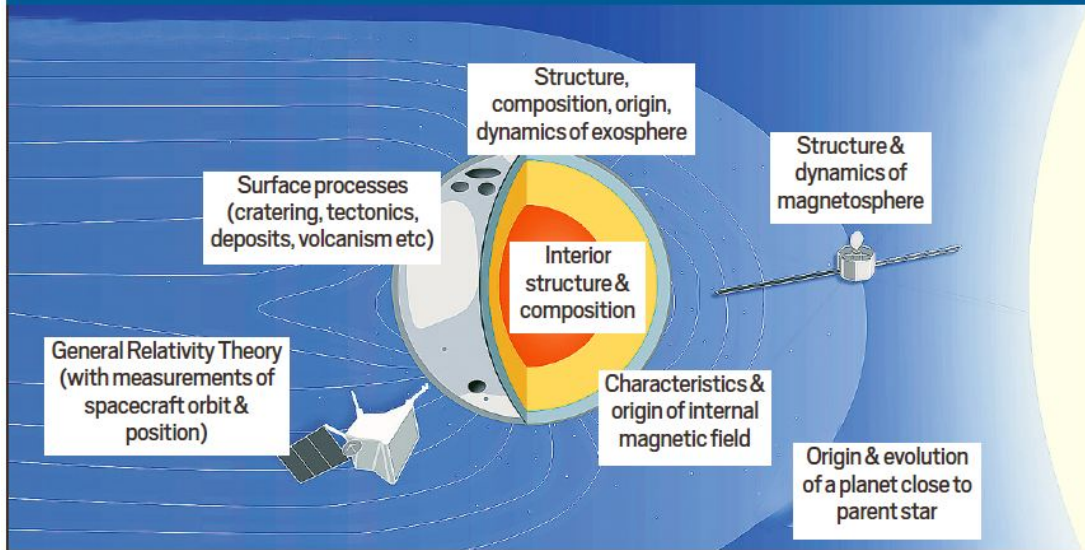 Structure,
composition, origin,
dynamics of exosphere
Structure &
dynamics of
magnetosphere
Surface processes
(cratering, tectonics,
deposits, volcanism etc)
Interior
structure &
composition
General Relativity Theory
(with measurements of
spacecraft orbit &
position)
Characteristics &
origin of internal
magnetic field
Origin & evolution
of a planet close to
parent star